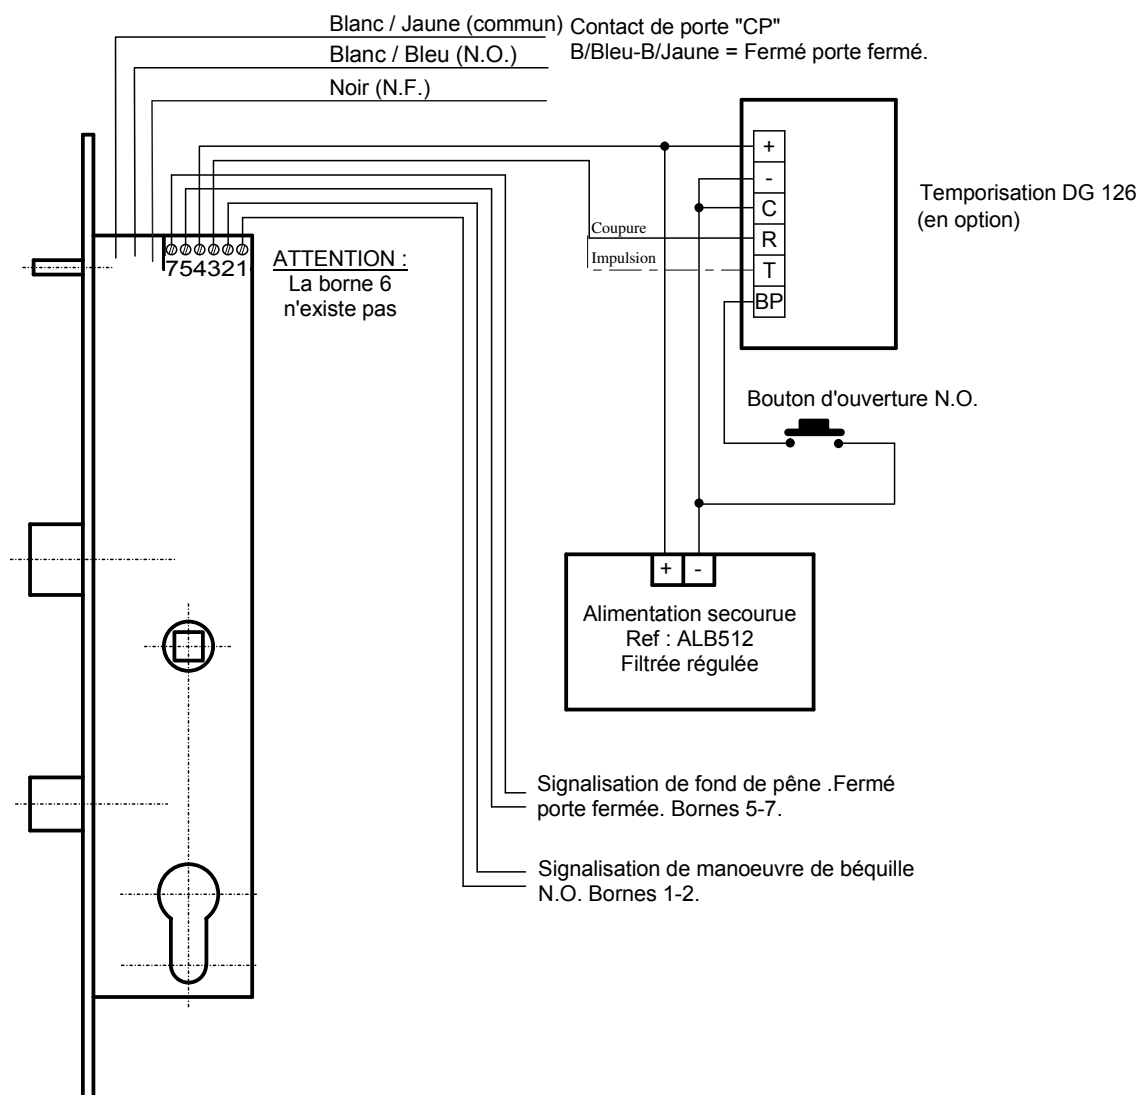 Blanc / Jaune (commun)
Contact de porte "CP"
B/Bleu-B/Jaune = Fermé porte fermé.
Blanc / Bleu (N.O.)
Noir (N.F.)
+
-
C
R
T
BP
Temporisation DG 126
(en option)
Coupure
Impulsion
754321
ATTENTION :
La borne 6
n'existe pas
Bouton d'ouverture N.O.
+ -
Alimentation secourue
Ref : ALB512
Filtrée régulée
Signalisation de fond de pêne .Fermé
porte fermée. Bornes 5-7.
Signalisation de manoeuvre de béquille
N.O. Bornes 1-2.